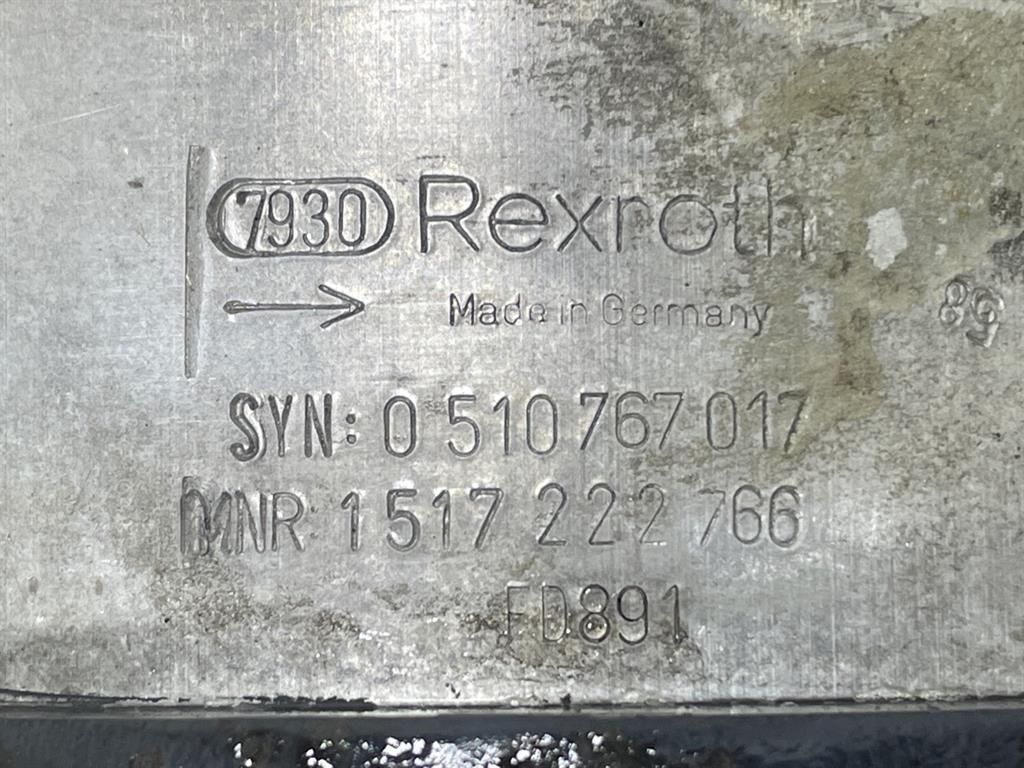 7930 Rexroth
Made in Germany
89
SYN: 0 510 767 017
MNR: 1 517 222 766
FD891